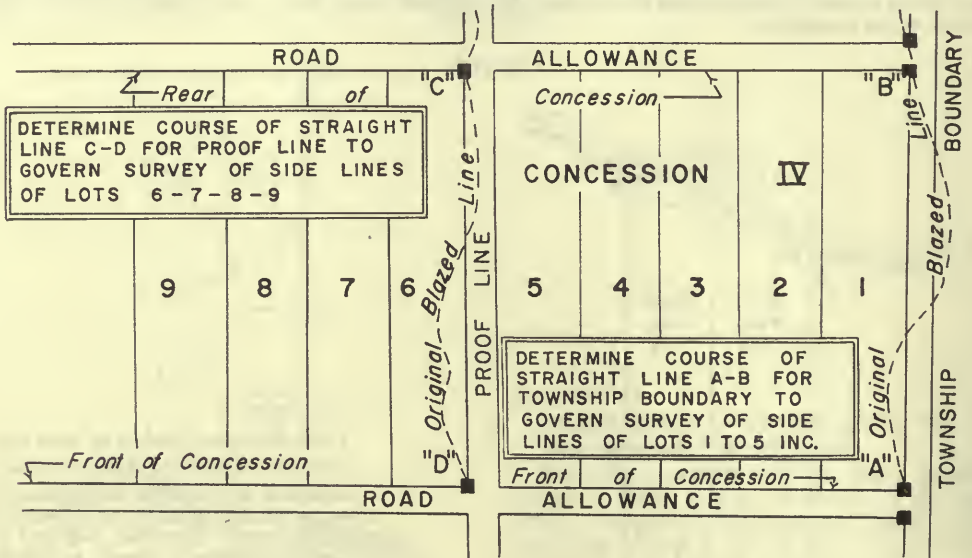 ROAD ALLOWANCE
"C" "B"
Rear of Concession
DETERMINE COURSE OF STRAIGHT
LINE C-D FOR PROOF LINE TO
GOVERN SURVEY OF SIDE LINES
OF LOTS 6-7-8-9
CONCESSION IV
Original Blazed Line
PROOF LINE
Original Blazed Line
TOWNSHIP BOUNDARY
9 8 7 6 5 4 3 2 1
DETERMINE COURSE OF
STRAIGHT LINE A-B FOR
TOWNSHIP BOUNDARY TO
GOVERN SURVEY OF SIDE
LINES OF LOTS 1 TO 5 INC.
"D" "A"
Front of Concession
Front of Concession
ROAD ALLOWANCE